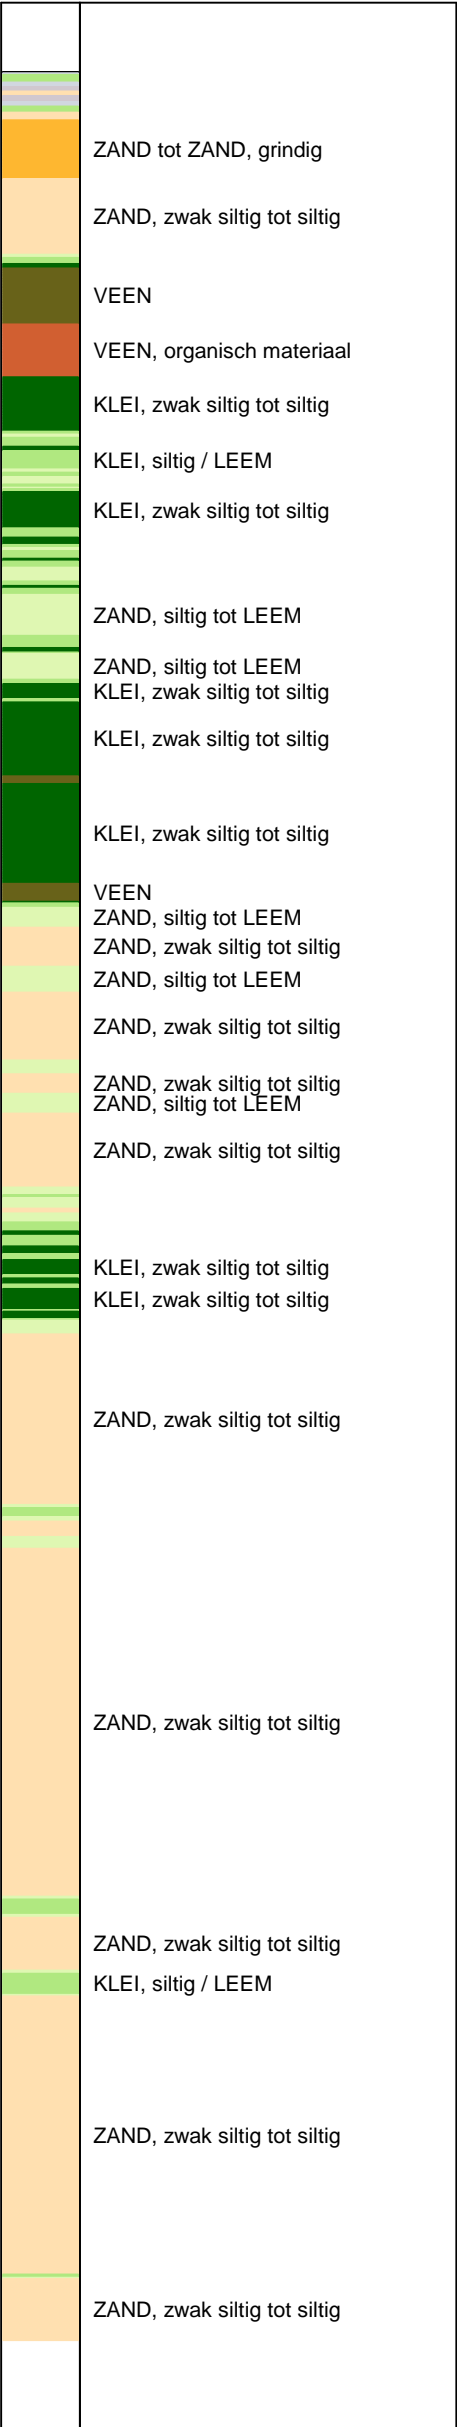 ZAND tot ZAND, grindig
ZAND, zwak siltig tot siltig
VEEN
VEEN, organisch materiaal
KLEI, zwak siltig tot siltig
KLEI, siltig / LEEM
KLEI, zwak siltig tot siltig
ZAND, siltig tot LEEM
ZAND, siltig tot LEEM
KLEI, zwak siltig tot siltig
KLEI, zwak siltig tot siltig
KLEI, zwak siltig tot siltig
VEEN
ZAND, siltig tot LEEM
ZAND, zwak siltig tot siltig
ZAND, siltig tot LEEM
ZAND, zwak siltig tot siltig
ZAND, zwak siltig tot siltig
ZAND, siltig tot LEEM
ZAND, zwak siltig tot siltig
KLEI, zwak siltig tot siltig
KLEI, zwak siltig tot siltig
ZAND, zwak siltig tot siltig
ZAND, zwak siltig tot siltig
ZAND, zwak siltig tot siltig
KLEI, siltig / LEEM
ZAND, zwak siltig tot siltig
ZAND, zwak siltig tot siltig